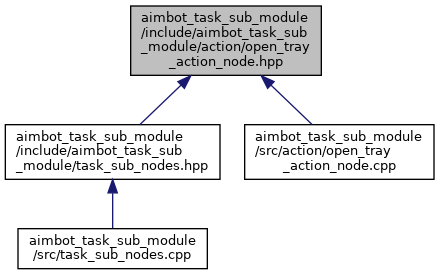 aimbot_task_sub_module
/include/aimbot_task_sub
_module/action/open_tray
_action_node.hpp
aimbot_task_sub_module
/include/aimbot_task_sub
_module/task_sub_nodes.hpp
aimbot_task_sub_module
/src/action/open_tray
_action_node.cpp
aimbot_task_sub_module
/src/task_sub_nodes.cpp